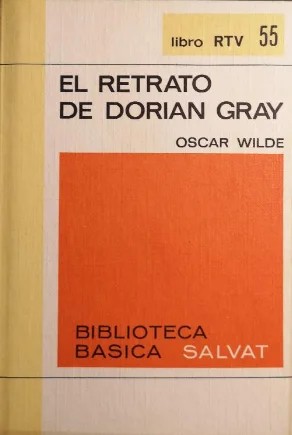 libro RTV 55
EL RETRATO
DE DORIAN GRAY
OSCAR WILDE
BIBLIOTECA
BASICA SALVAT